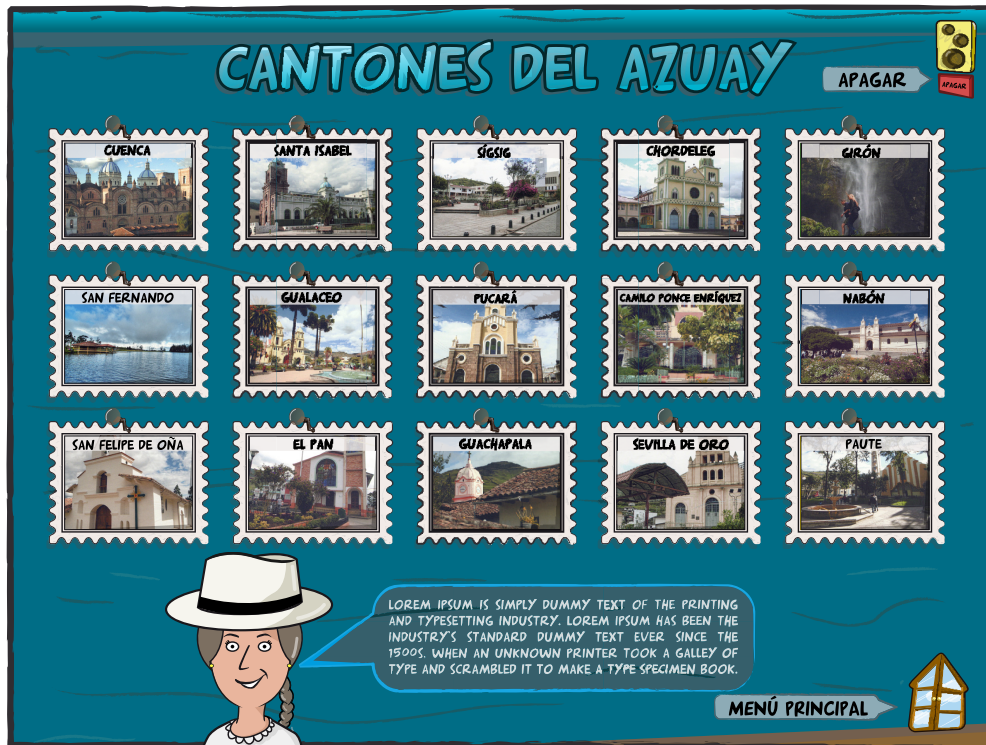 CANTONES DEL AZUAY
APAGAR
APAGAR
CUENCA
SANTA ISABEL
SÍGSIG
CHORDELEG
GIRÓN
SAN FERNANDO
GUALACEO
PUCARÁ
CAMILO PONCE ENRÍQUEZ
NABÓN
SAN FELIPE DE OÑA
EL PAN
GUACHAPALA
SEVILLA DE ORO
PAUTE
LOREM IPSUM IS SIMPLY DUMMY TEXT OF THE PRINTING
AND TYPESETTING INDUSTRY. LOREM IPSUM HAS BEEN THE
INDUSTRY'S STANDARD DUMMY TEXT EVER SINCE THE
1500S, WHEN AN UNKNOWN PRINTER TOOK A GALLEY OF
TYPE AND SCRAMBLED IT TO MAKE A TYPE SPECIMEN BOOK.
MENÚ PRINCIPAL